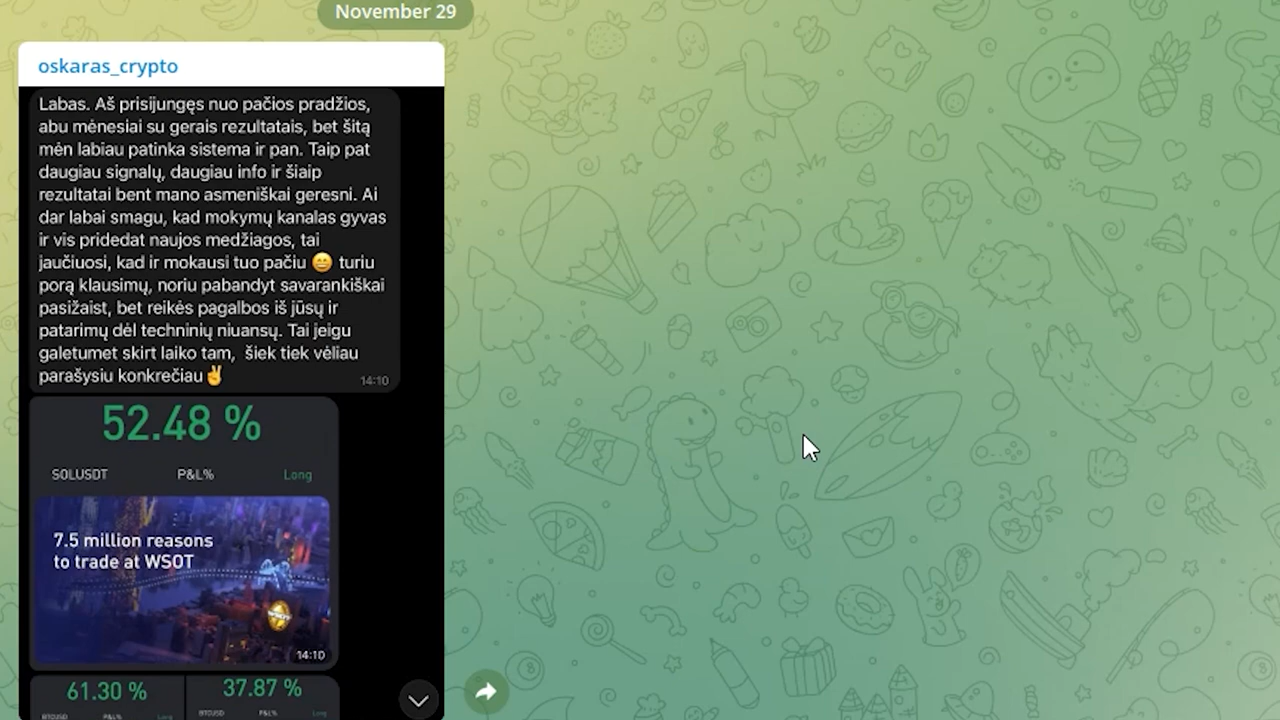 November 29
oskaras_crypto
Labas. Aš prisijungęs nuo pačios pradžios,
abu mėnesiai su gerais rezultatais, bet šitą
mėn labiau patinka sistema ir pan. Taip pat
daugiau signalų, daugiau info ir šiaip
rezultatai bent mano asmeniškai geresni. Ai
dar labai smagu, kad mokymų kanalas gyvas
ir vis pridedat naujos medžiagos, tai
jaučiuosi, kad ir mokausi tuo pačiu 😄 turiu
porą klausimų, noriu pabandyt savarankiškai
pasižaist, bet reikės pagalbos iš jūsų ir
patarimų dėl techninių niuansų. Tai jeigu
galetumet skirt laiko tam, šiek tiek vėliau
parašysiu konkrečiau✌️
14:10
52.48 %
SOLUSDT P&L% Long
7.5 million reasons
to trade at WSOT
14:10
61.30 % 37.87 %
BTCUSD P&L% Long BTCUSD P&L% Long